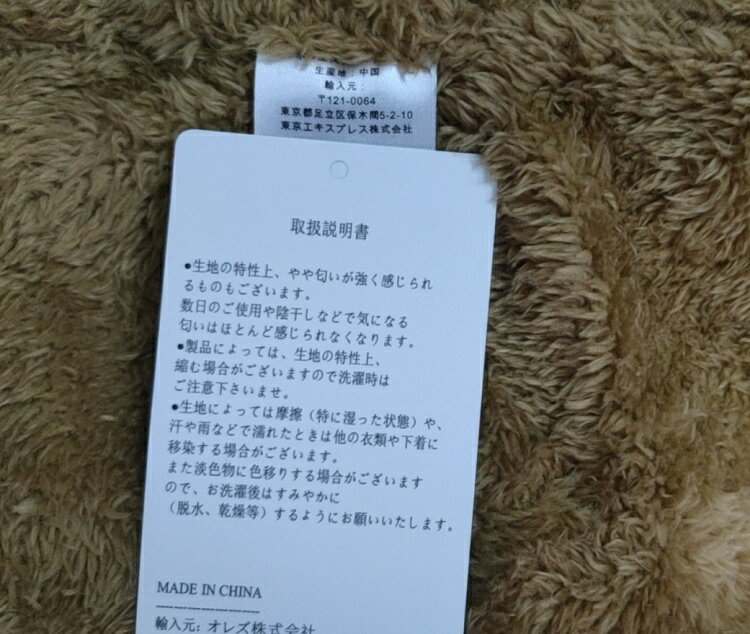 生産地：中国
輸入元：
〒121-0064
東京都足立区保木間5-2-10
東京エキスプレス株式会社
取扱説明書
●生地の特性上、やや匂いが強く感じられ
るものもございます。
数日のご使用や陰干しなどで気になる
匂いはほとんど感じられなくなります。
●製品によっては、生地の特性上、
縮む場合がございますので洗濯時は
ご注意下さいませ。
●生地によっては摩擦（特に湿った状態）や、
汗や雨などで濡れたときは他の衣類や下着に
移染する場合がございます。
また淡色物に色移りする場合がございます
ので、お洗濯後はすみやかに
（脱水、乾燥等）するようにお願いいたします。
MADE IN CHINA
--------------------
輸入元: オレズ株式会社